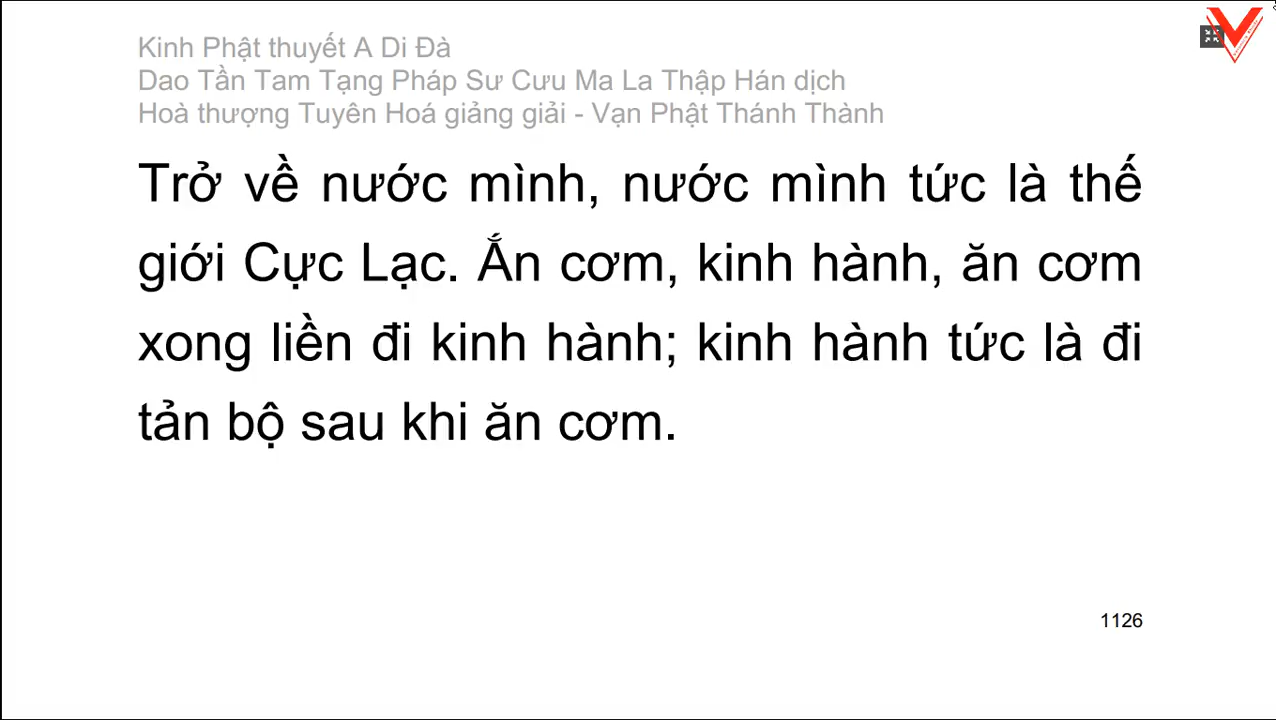 Kinh Phật thuyết A Di Đà
Dao Tần Tam Tạng Pháp Sư Cưu Ma La Thập Hán dịch
Hoà thượng Tuyên Hoá giảng giải - Vạn Phật Thánh Thành
Trở về nước mình, nước mình tức là thế
giới Cực Lạc. Ắn cơm, kinh hành, ăn cơm
xong liền đi kinh hành; kinh hành tức là đi
tản bộ sau khi ăn cơm.
1126